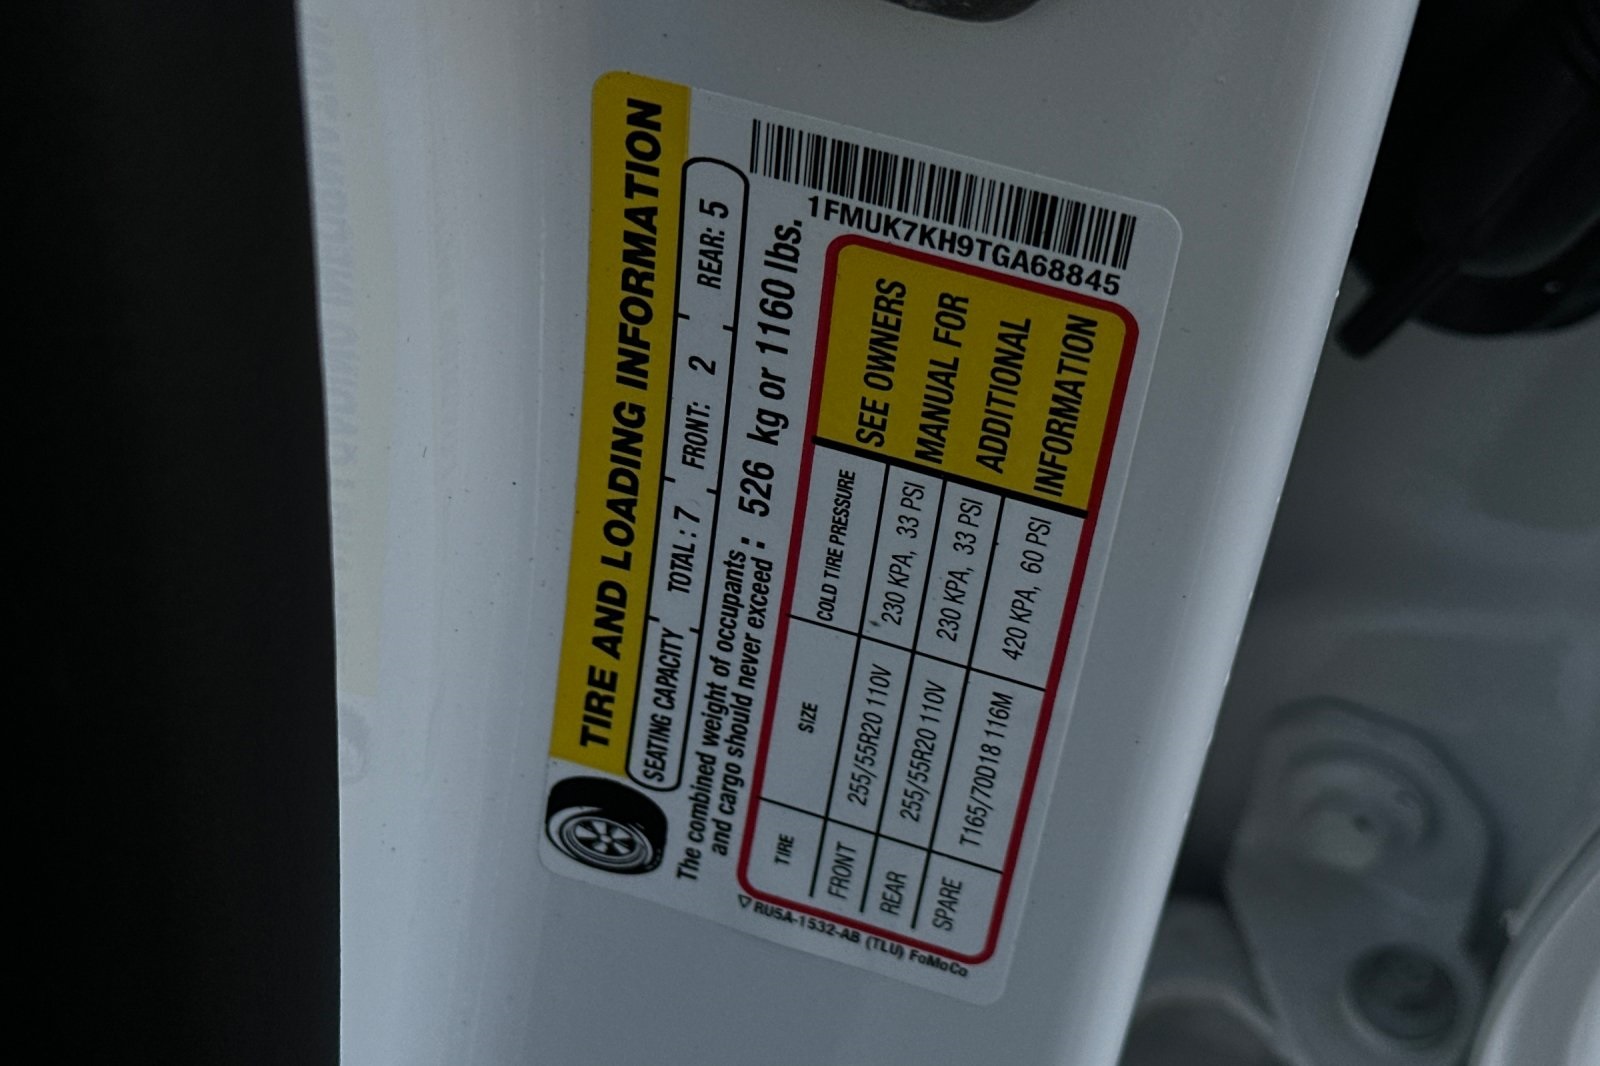 TIRE AND LOADING INFORMATION
SEATING CAPACITY TOTAL: 7 FRONT: 2 REAR: 5
The combined weight of occupants
and cargo should never exceed : 526 kg or 1160 lbs.
TIRE SIZE COLD TIRE PRESSURE
FRONT 255/55R20 110V 230 KPA, 33 PSI
REAR 255/55R20 110V 230 KPA, 33 PSI
SPARE T165/70D18 116M 420 KPA, 60 PSI
SEE OWNERS
MANUAL FOR
ADDITIONAL
INFORMATION
1FMUK7KH9TGA68845
RU5A-1532-AB (TLU) FoMoCo